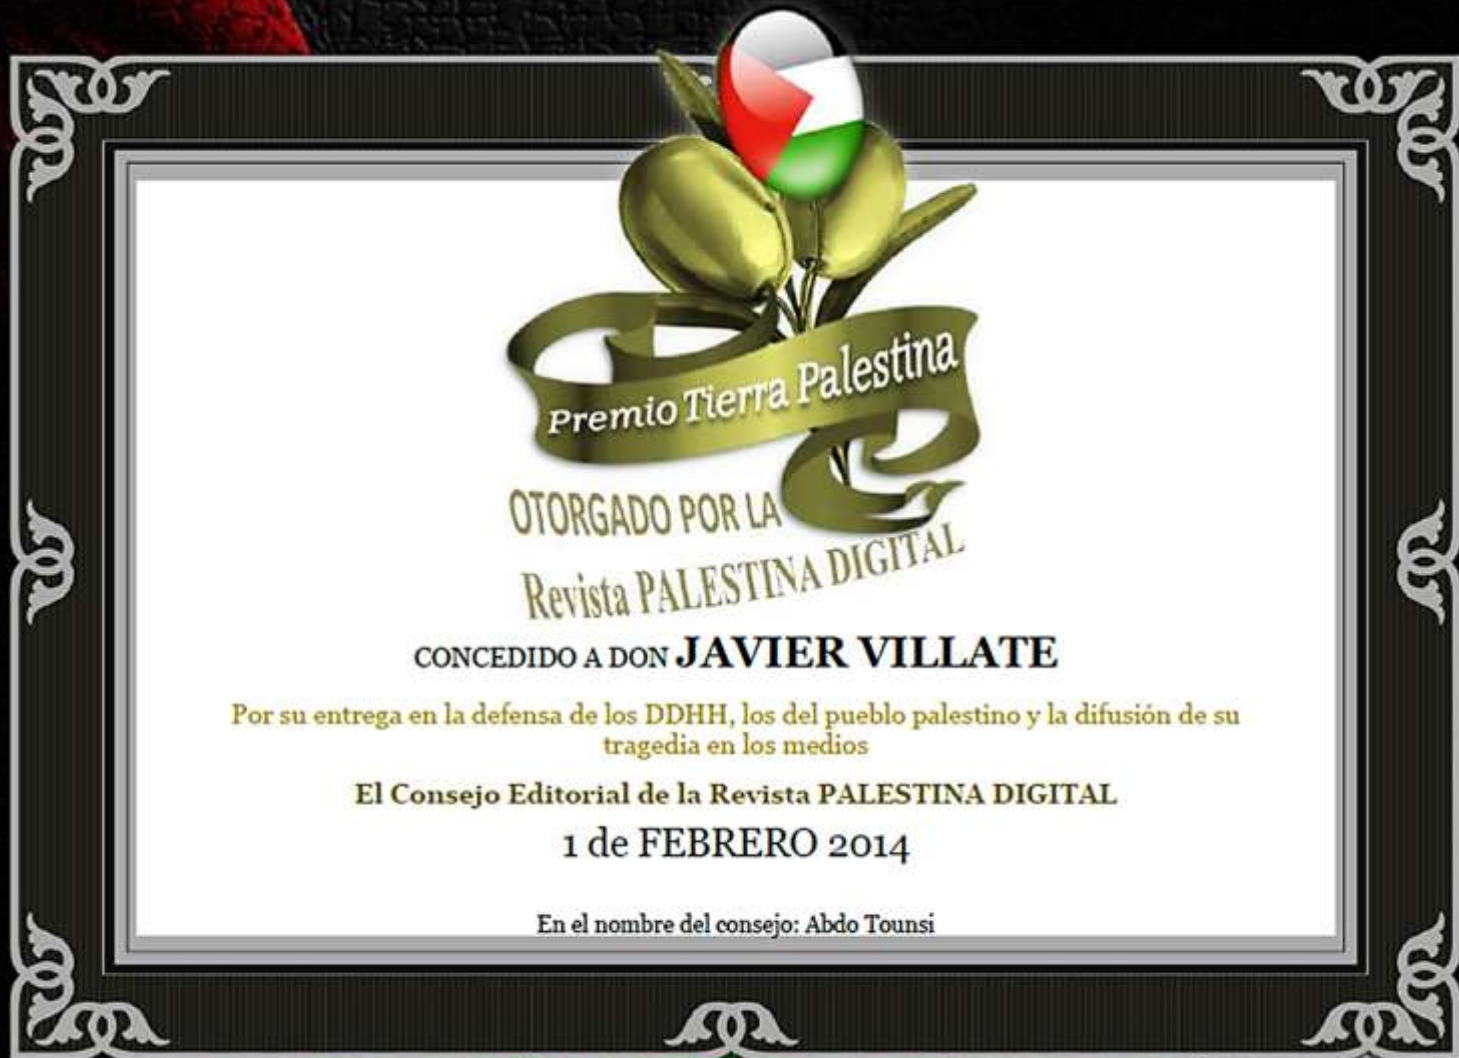 Premio Tierra Palestina
OTORGADO POR LA
Revista PALESTINA DIGITAL
CONCEDIDO A DON JAVIER VILLATE
Por su entrega en la defensa de los DDHH, los del pueblo palestino y la difusión de su
tragedia en los medios
El Consejo Editorial de la Revista PALESTINA DIGITAL
1 de FEBRERO 2014
En el nombre del consejo: Abdo Tounsi